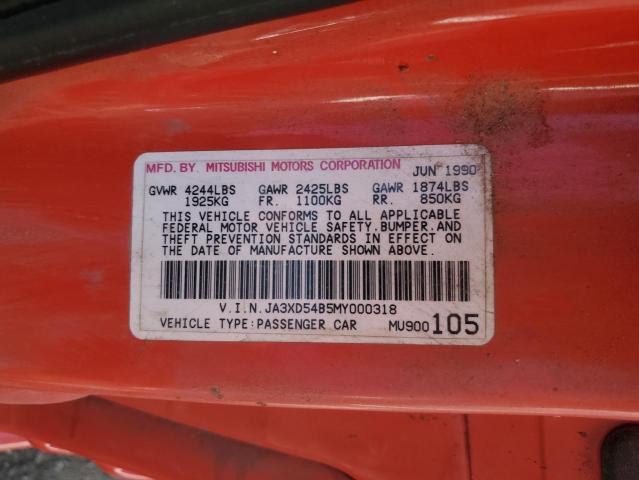 MFD. BY. MITSUBISHI MOTORS CORPORATION JUN 1990
GVWR 4244LBS GAWR 2425LBS GAWR 1874LBS
1925KG FR. 1100KG RR. 850KG
THIS VEHICLE CONFORMS TO ALL APPLICABLE
FEDERAL MOTOR VEHICLE SAFETY, BUMPER, AND
THEFT PREVENTION STANDARDS IN EFFECT ON
THE DATE OF MANUFACTURE SHOWN ABOVE.
V.I.N.JA3XD54B5MY000318
VEHICLE TYPE:PASSENGER CAR MU900105